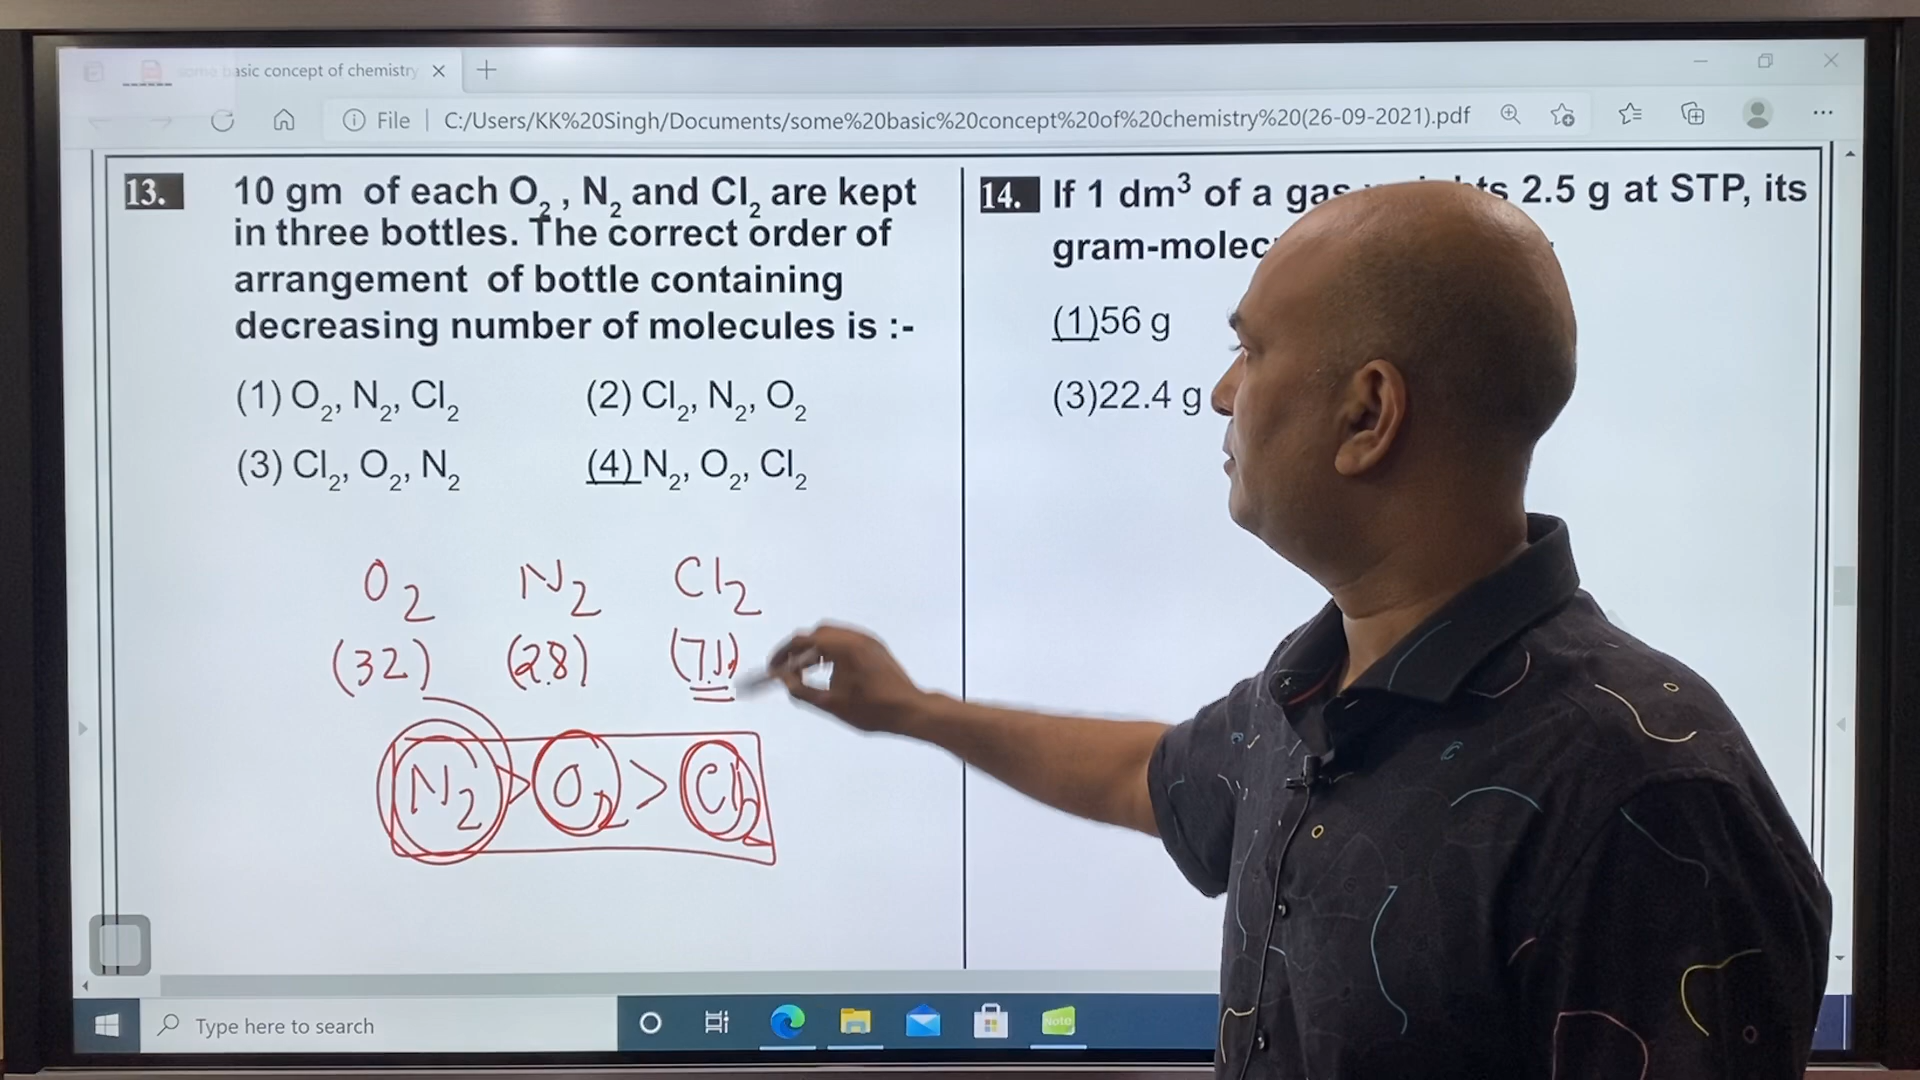 some basic concept of chemistry
File
C:/Users/KK%20Singh/Documents/some%20basic%20concept%20of%20chemistry%20(26-09-2021).pdf
13. 10 gm of each O₂ , N₂ and Cl₂ are kept
in three bottles. The correct order of
arrangement of bottle containing
decreasing number of molecules is :-
(1) O₂, N₂, Cl₂ (2) Cl₂, N₂, O₂
(3) Cl₂, O₂, N₂ (4) N₂, O₂, Cl₂
O₂ N₂ Cl₂
(32) (28) (71)
N₂ > O₂ > Cl₂
14. If 1 dm³ of a gas 2.5 g at STP, its
(1)56 g
(3)22.4 g
Type here to search
Note